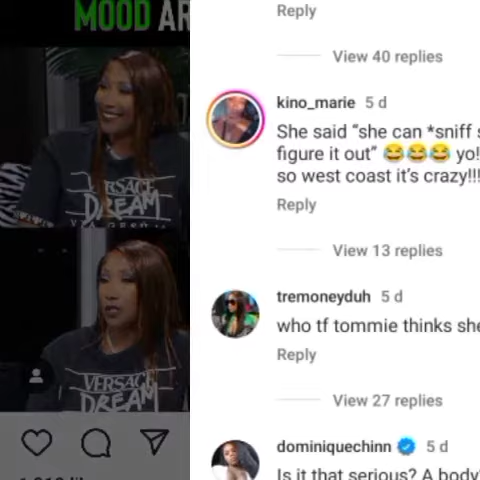 MOOD AR
VERSACE
DREAM
VERSACE
DREAM
Reply
View 40 replies
kino_marie 5 d
She said “she can *sniff
figure it out” 😂😂😂 yo!
so west coast it's crazy!!!
Reply
View 13 replies
tremoneyduh 5 d
who tf tommie thinks she
Reply
View 27 replies
dominiquechinn 5 d
Is it that serious? A body